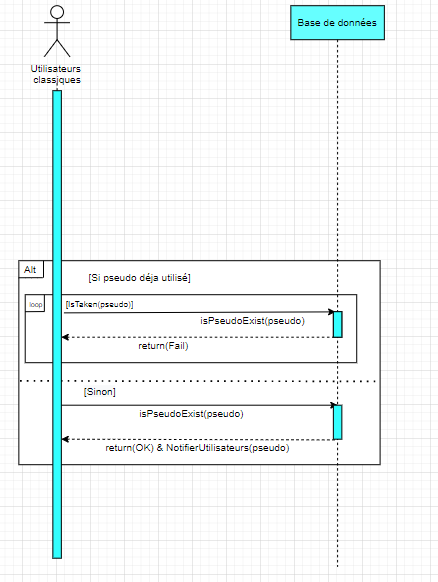 Base de données
Utilisateurs
classjques
Alt
[Si pseudo déja utilisé]
loop
[IsTaken(pseudo)]
isPseudoExist(pseudo)
return(Fail)
[Sinon]
isPseudoExist(pseudo)
return(OK) & NotifierUtilisateurs(pseudo)